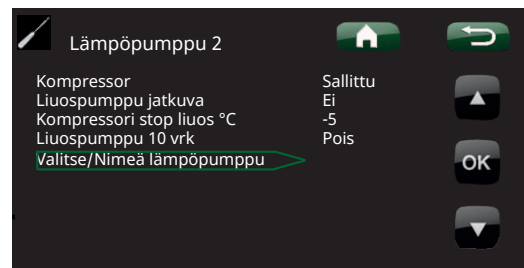 Lämpöpumppu 2
Kompressor Sallittu
Liuospumppu jatkuva Ei
Kompressori stop liuos °C -5
Liuospumppu 10 vrk Pois
Valitse/Nimeä lämpöpumppu
OK